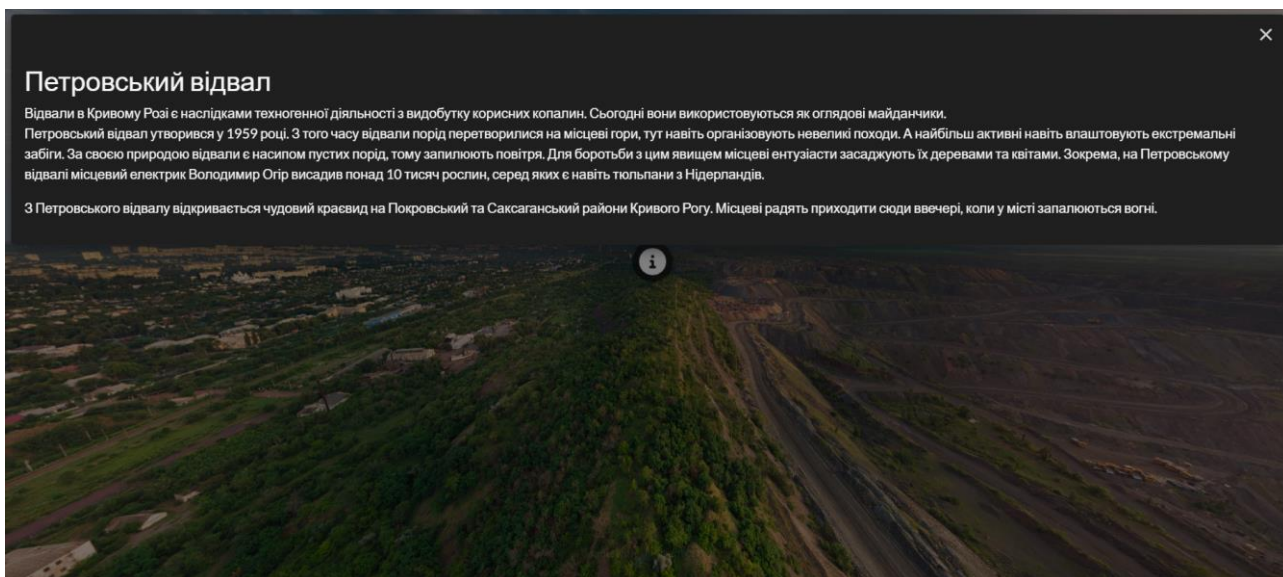 Петровський відвал
Відвали в Кривому Розі є наслідками техногенної діяльності з видобутку корисних копалин. Сьогодні вони використовуються як оглядові майданчики.
Петровський відвал утворився у 1959 році. З того часу відвали порід перетворилися на місцеві гори, тут навіть організовують невеликі походи. А найбільш активні навіть влаштовують екстремальні
забіги. За своєю природою відвали є насипом пустих порід, тому запилюють повітря. Для боротьби з цим явищем місцеві ентузіасти засаджують їх деревами та квітами. Зокрема, на Петровському
відвалі місцевий електрик Володимир Огір висадив понад 10 тисяч рослин, серед яких є навіть тюльпани з Нідерландів.
З Петровського відвалу відкривається чудовий краєвид на Покровський та Саксаганський райони Кривого Рогу. Місцеві радять приходити сюди ввечері, коли у місті запалюються вогні.